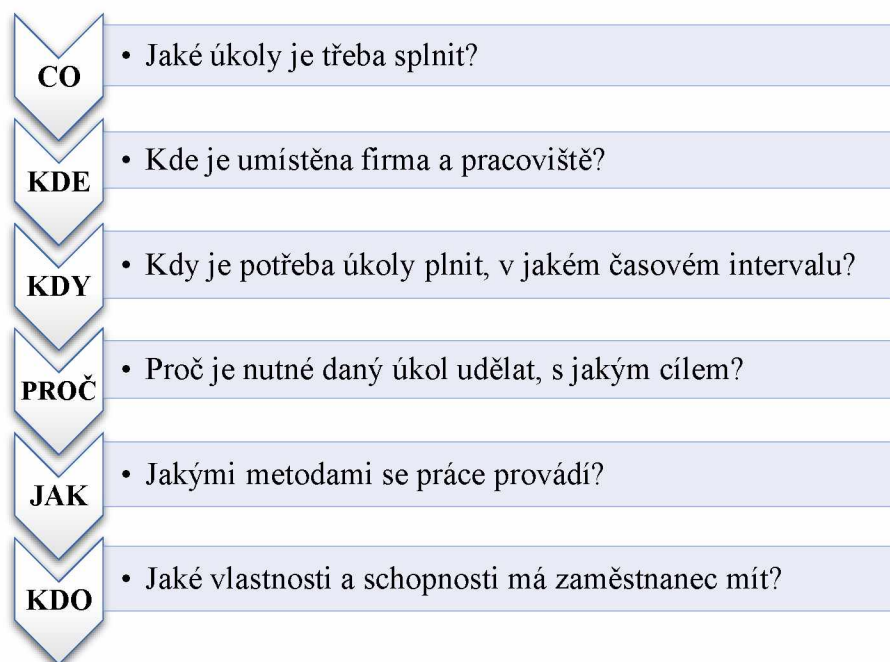 CO
• Jaké úkoly je třeba splnit?
KDE
• Kde je umístěna firma a pracoviště?
KDY
• Kdy je potřeba úkoly plnit, v jakém časovém intervalu?
PROČ
• Proč je nutné daný úkol udělat, s jakým cílem?
JAK
• Jakými metodami se práce provádí?
KDO
• Jaké vlastnosti a schopnosti má zaměstnanec mít?